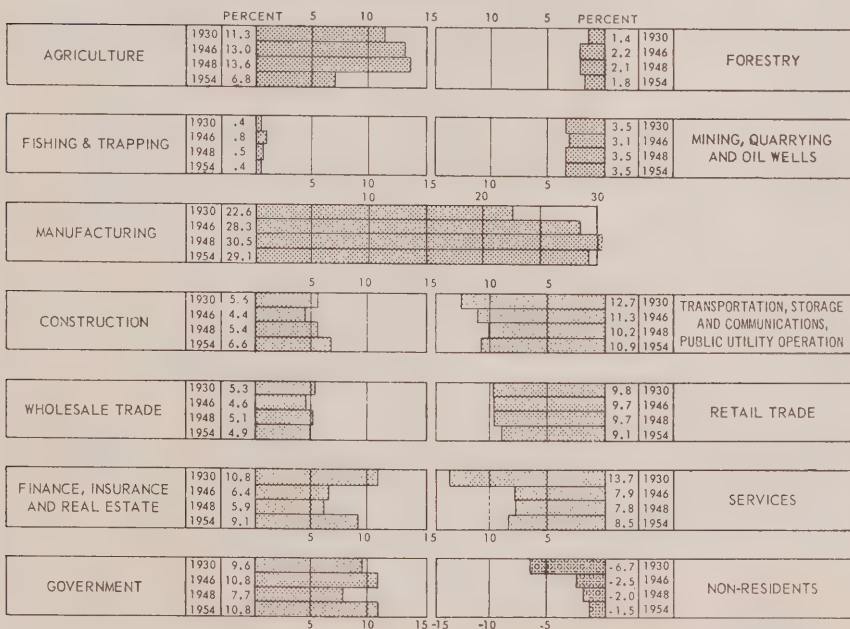 PERCENT 5 10 15 -15 -10 -5 PERCENT
AGRICULTURE
1930 11.3
1946 13.0
1948 13.6
1954 6.8
1.4 1930
2.2 1946
2.1 1948
1.8 1954
FORESTRY
FISHING & TRAPPING
1930 .4
1946 .8
1948 .5
1954 .4
3.5 1930
3.1 1946
3.5 1948
3.5 1954
MINING, QUARRYING
AND OIL WELLS
5 10 15 10 5
20 30
MANUFACTURING
1930 22.6
1946 28.3
1948 30.5
1954 29.1
5 10 15 10 5
CONSTRUCTION
1930
1946 4.4
1948 5.4
1954 6.6
12.7 1930
11.3 1946
10.2 1948
10.9 1954
TRANSPORTATION, STORAGE
AND COMMUNICATIONS,
PUBLIC UTILITY OPERATION
WHOLESALE TRADE
1930 5.3
1946 4.6
1948 5.1
1954 4.9
9.8 1930
9.7 1946
9.7 1948
9.1 1954
RETAIL TRADE
FINANCE, INSURANCE
AND REAL ESTATE
1930 10.8
1946 6.4
1948 5.9
1954 9.1
13.7 1930
7.9 1946
7.8 1948
8.5 1954
SERVICES
5 10 15 10 5
GOVERNMENT
1930 9.6
1946 10.8
1948 7.7
1954 10.8
-6.7 1930
-2.5 1946
-2.0 1948
-1.5 1954
NON-RESIDENTS
5 10 15 -15 -10 -5